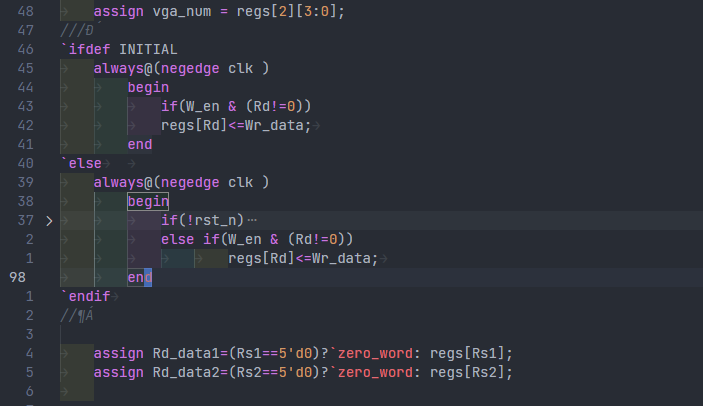 48 assign vga_num = regs[2][3:0];
47 ///Ð
46 `ifdef INITIAL
45 always@(negedge clk )
44 begin
43 if(W_en & (Rd!=0))
42 regs[Rd]<=Wr_data;
41 end
40 `else
39 always@(negedge clk )
38 begin
37 if(!rst_n)⋯
2 else if(W_en & (Rd!=0))
1 regs[Rd]<=Wr_data;
98 end
1 `endif
2 //¶Á
3
4 assign Rd_data1=(Rs1==5'd0)?`zero_word: regs[Rs1];
5 assign Rd_data2=(Rs2==5'd0)?`zero_word: regs[Rs2];
6